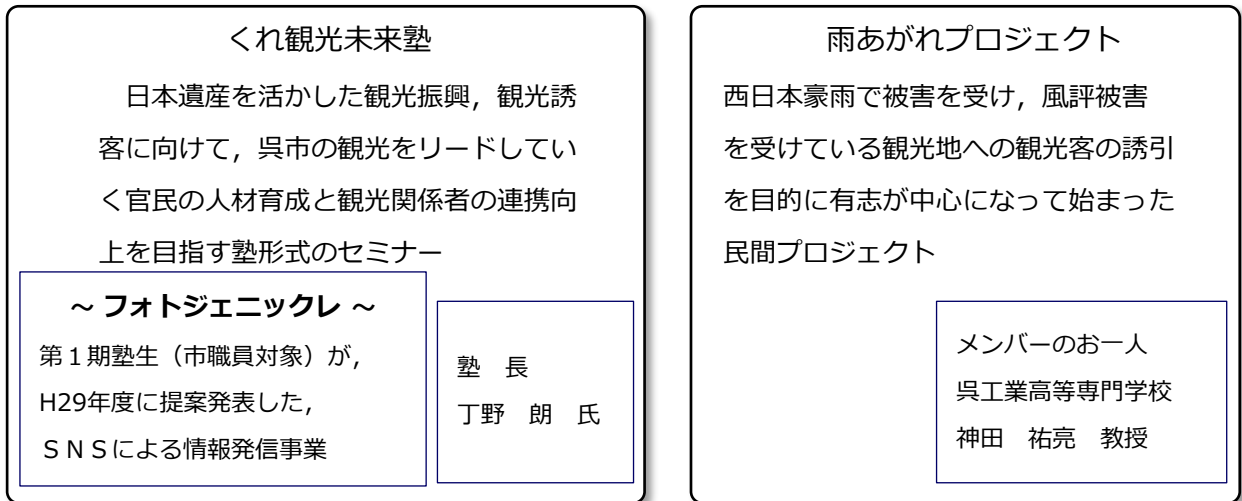 くれ観光未来塾
日本遺産を活かした観光振興，観光誘
客に向けて，呉市の観光をリードしてい
く官民の人材育成と観光関係者の連携向
上を目指す塾形式のセミナー
～ フォトジェニックレ ～
第１期塾生（市職員対象）が，
H29年度に提案発表した，
ＳＮＳによる情報発信事業
塾　長
丁野　朗　氏
雨あがれプロジェクト
西日本豪雨で被害を受け，風評被害
を受けている観光地への観光客の誘引
を目的に有志が中心になって始まった
民間プロジェクト
メンバーのお一人
呉工業高等専門学校
神田　祐亮　教授